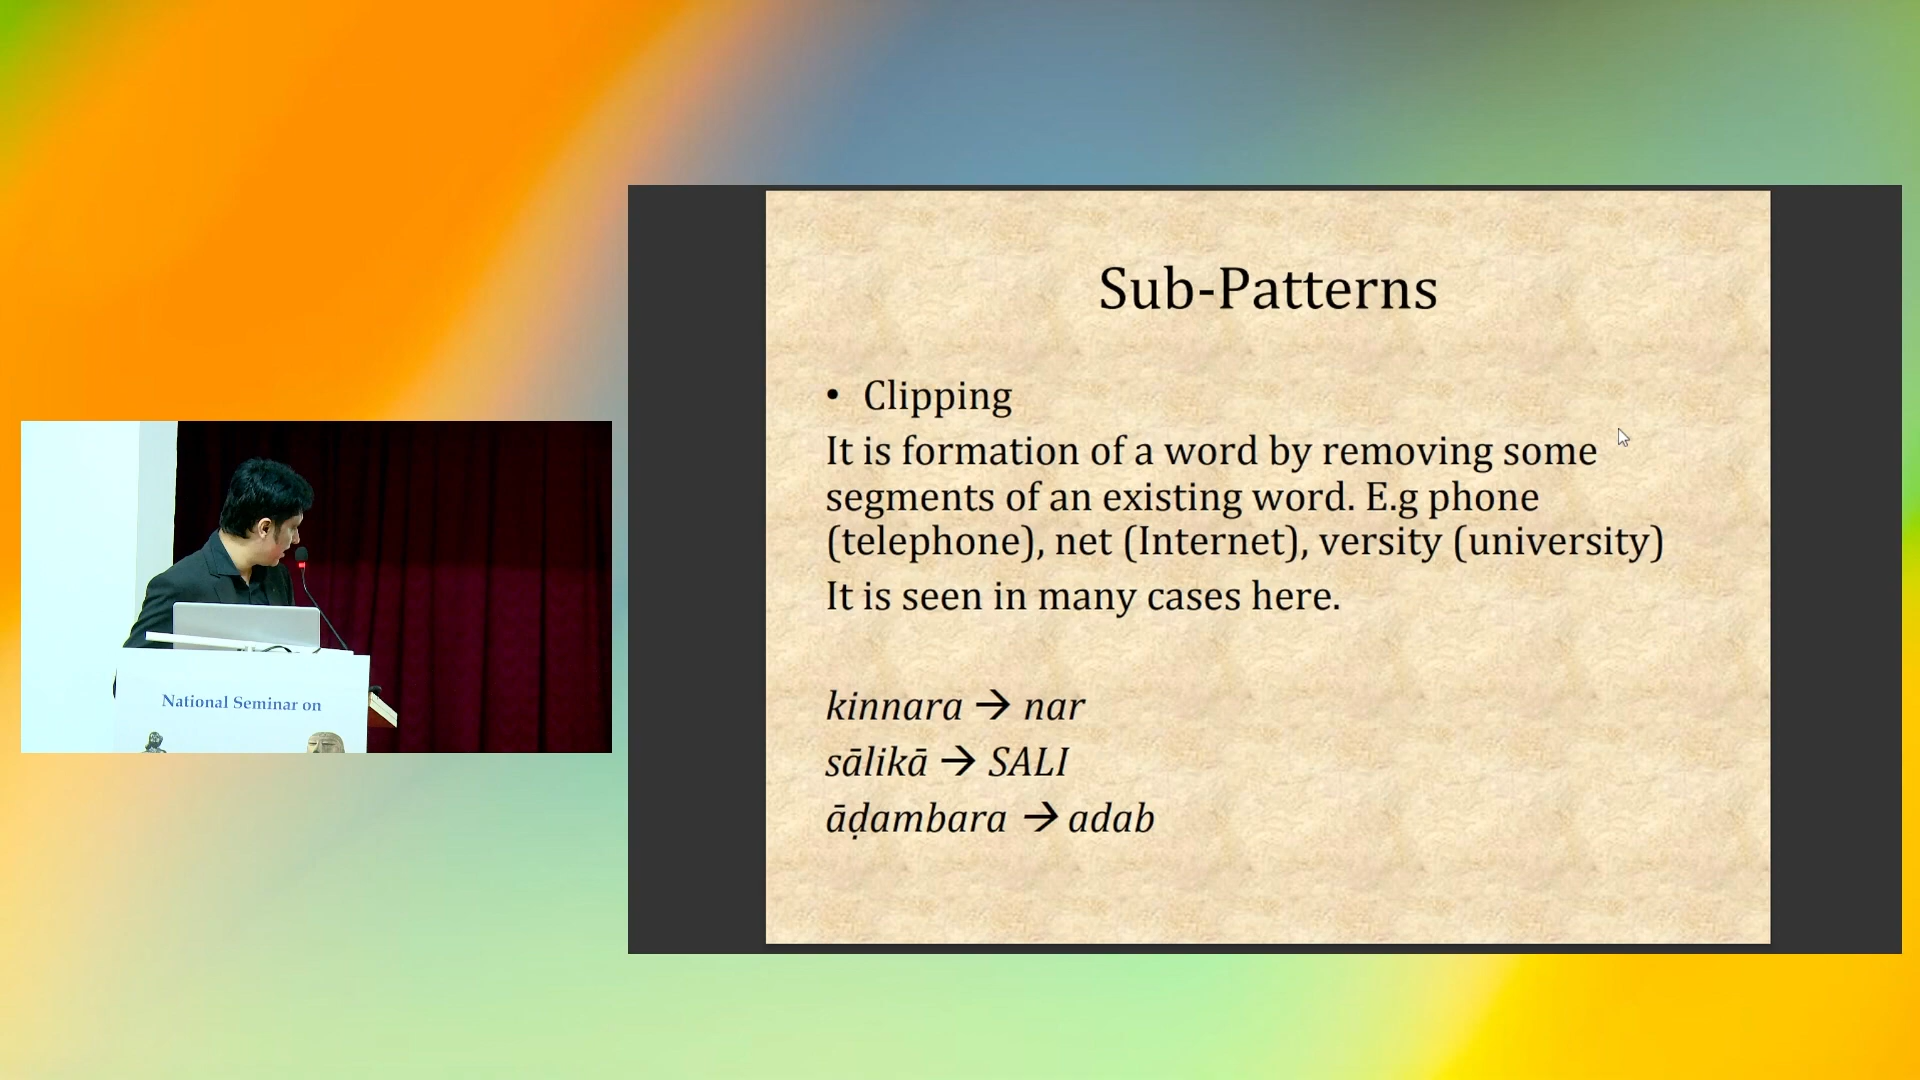 Sub-Patterns
• Clipping
It is formation of a word by removing some
segments of an existing word. E.g phone
(telephone), net (Internet), versity (university)
It is seen in many cases here.
kinnara → nar
sālikā → SALI
āḍambara → adab
National Seminar on